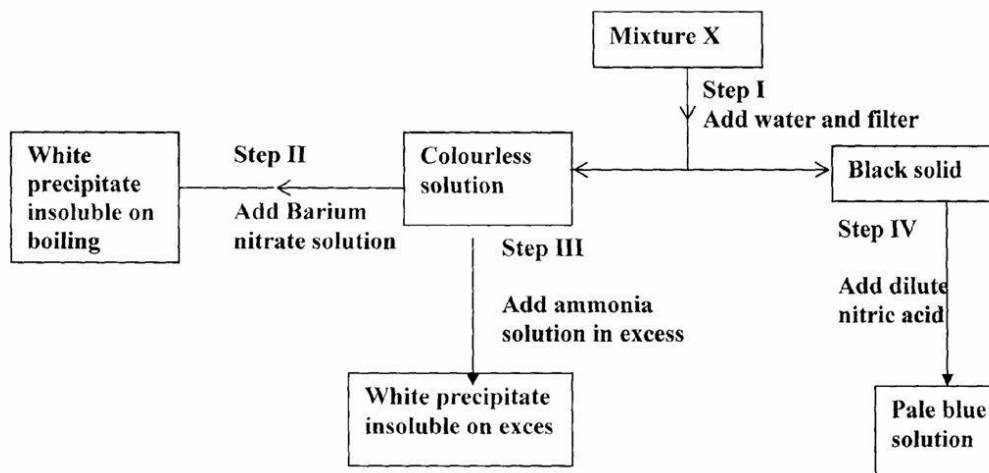 Mixture X
Step I
Add water and filter
White
precipitate
insoluble on
boiling
Step II
Add Barium
nitrate solution
Colourless
solution
Black solid
Step III
Add ammonia
solution in excess
Step IV
Add dilute
nitric acid
White precipitate
insoluble on exces
Pale blue
solution